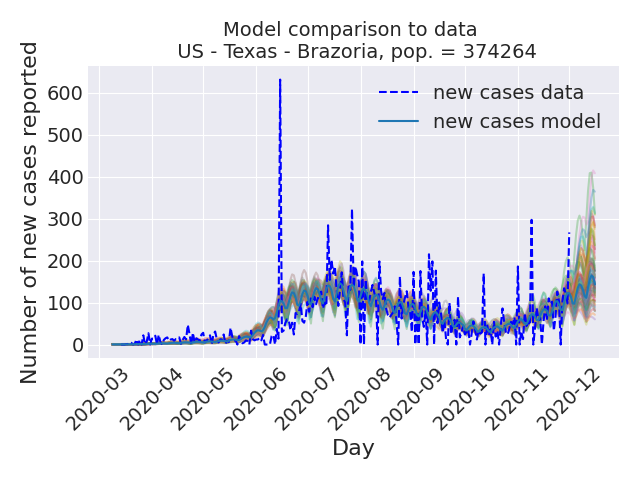 Model comparison to data
US - Texas - Brazoria, pop. = 374264
Number of new cases reported
600
500
400
300
200
100
0
new cases data
new cases model
2020-03
2020-04
2020-05
2020-06
2020-07
2020-08
2020-09
2020-10
2020-11
2020-12
Day